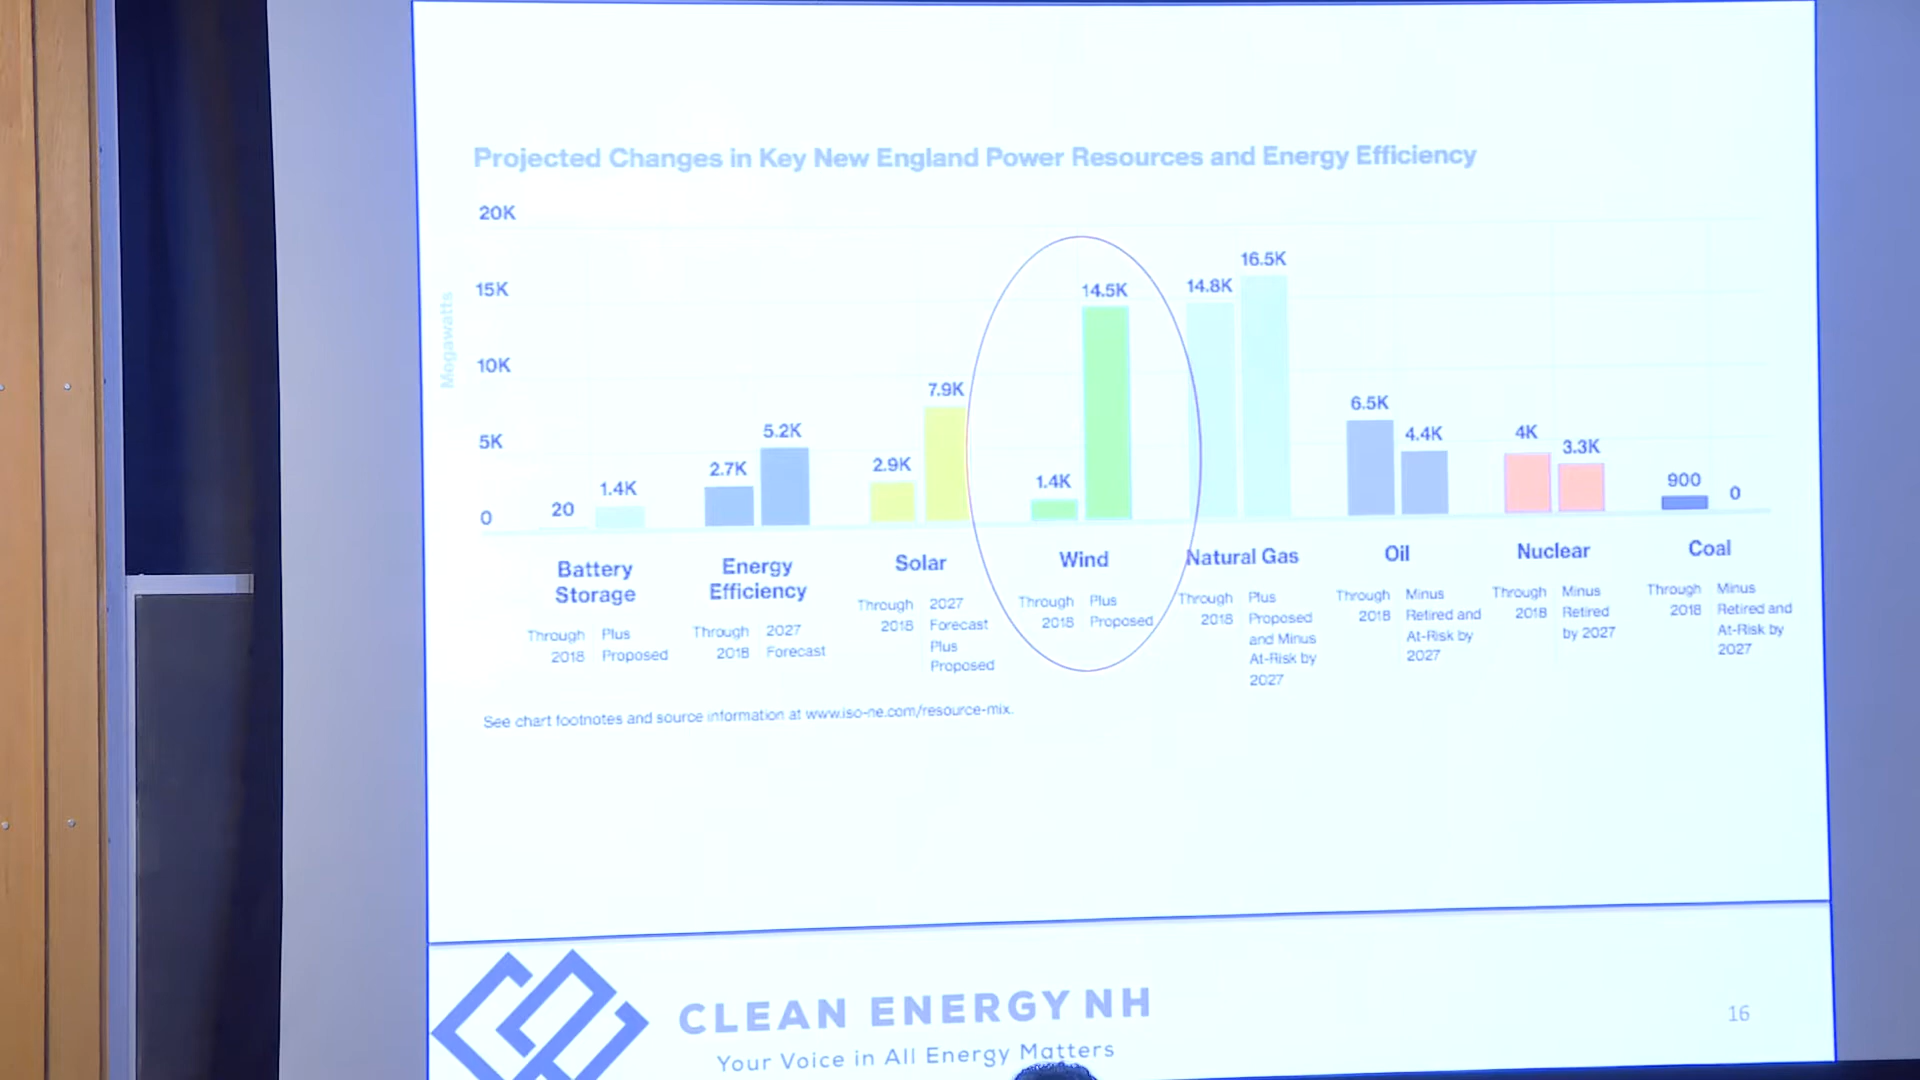 Projected Changes in Key New England Power Resources and Energy Efficiency
Megawatts
20K
15K
10K
5K
0
20
1.4K
2.7K
5.2K
2.9K
7.9K
1.4K
14.5K
14.8K
16.5K
6.5K
4.4K
4K
3.3K
900
0
Battery
Storage
Through
2018
Plus
Proposed
Energy
Efficiency
Through
2018
2027
Forecast
Solar
Through
2018
2027
Forecast
Plus
Proposed
Wind
Through
2018
Plus
Proposed
Natural Gas
Through
2018
Plus
Proposed
and Minus
At-Risk by
2027
Oil
Through
2018
Minus
Retired and
At-Risk by
2027
Nuclear
Through
2018
Minus
Retired
by 2027
Coal
Through
2018
Minus
Retired and
At-Risk by
2027
See chart footnotes and source information at www.iso-ne.com/resource-mix.
CLEAN ENERGY NH
Your Voice in All Energy Matters
16